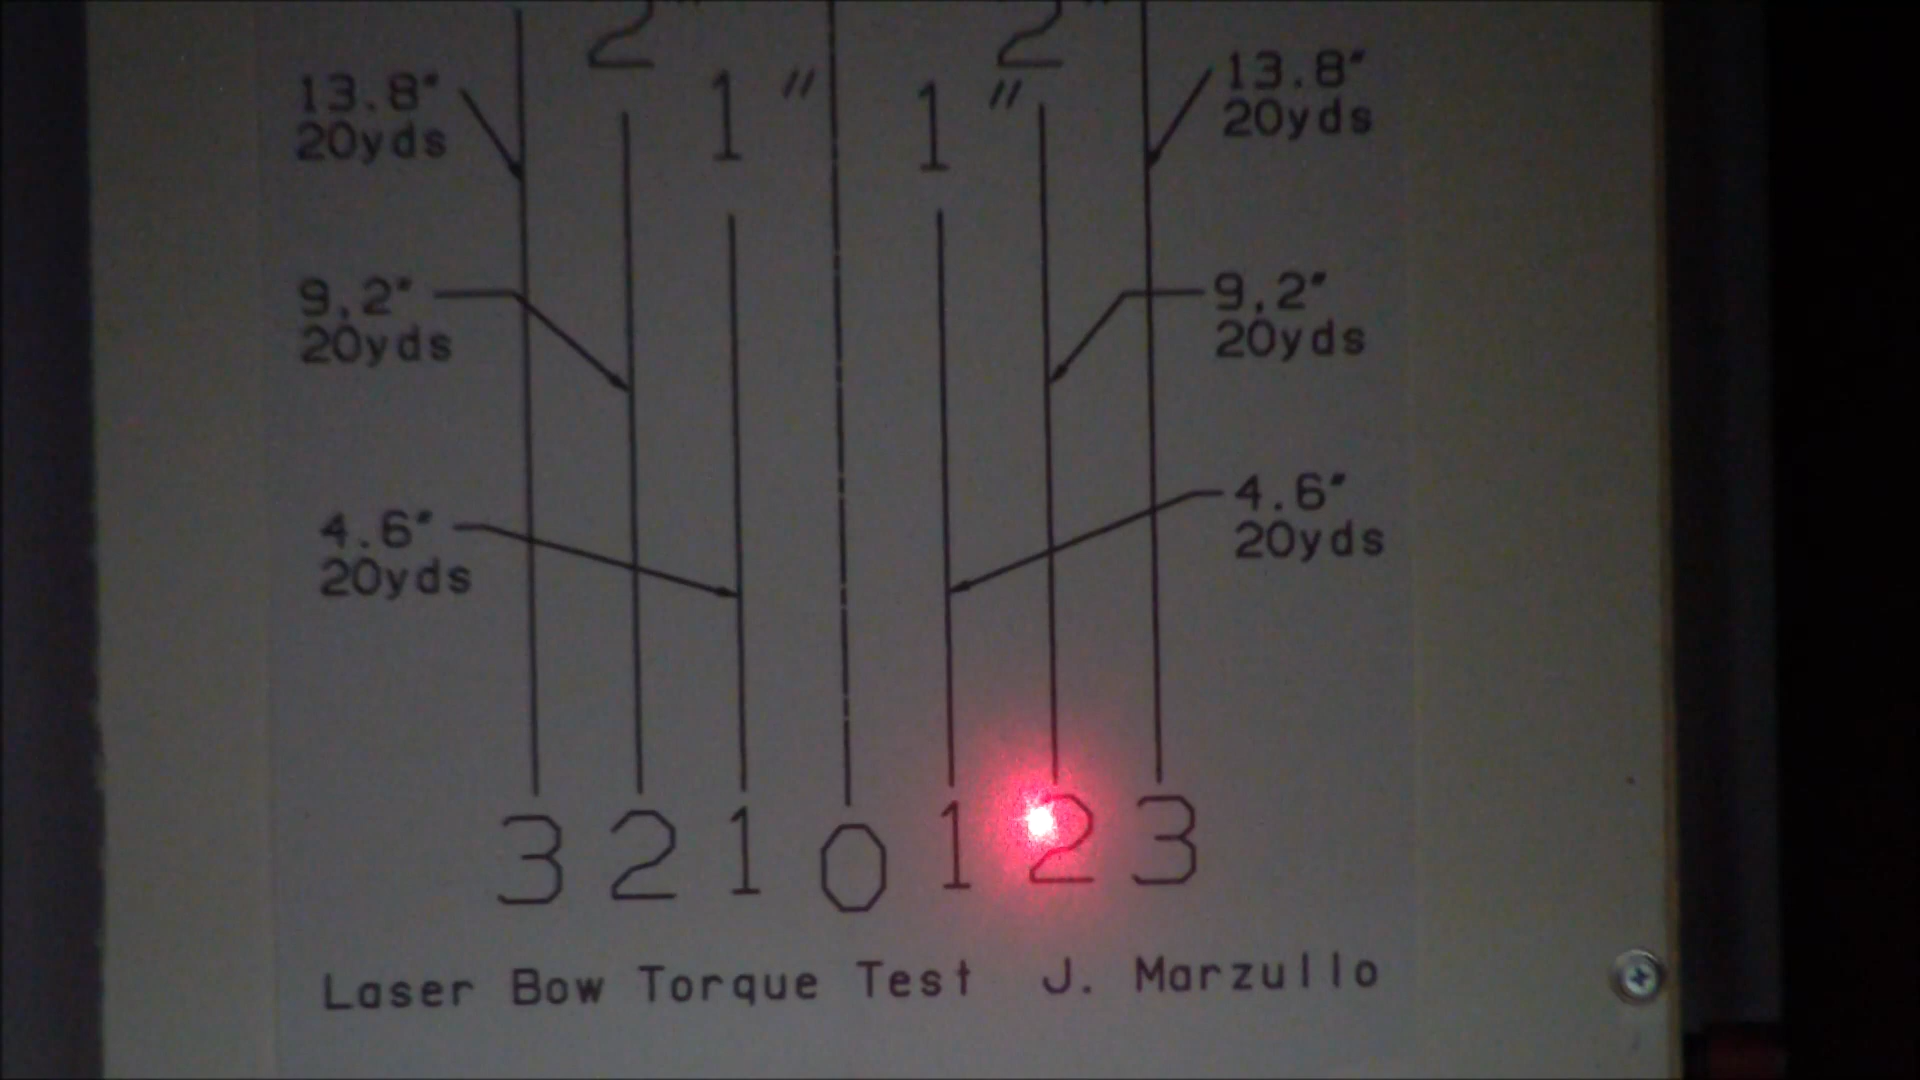 2" 2"
13.8" 1" 1" 13.8"
20yds 20yds
9.2" 9.2"
20yds 20yds
4.6" 4.6"
20yds 20yds
3 2 1 0 1 2 3
Laser Bow Torque Test J. Marzullo